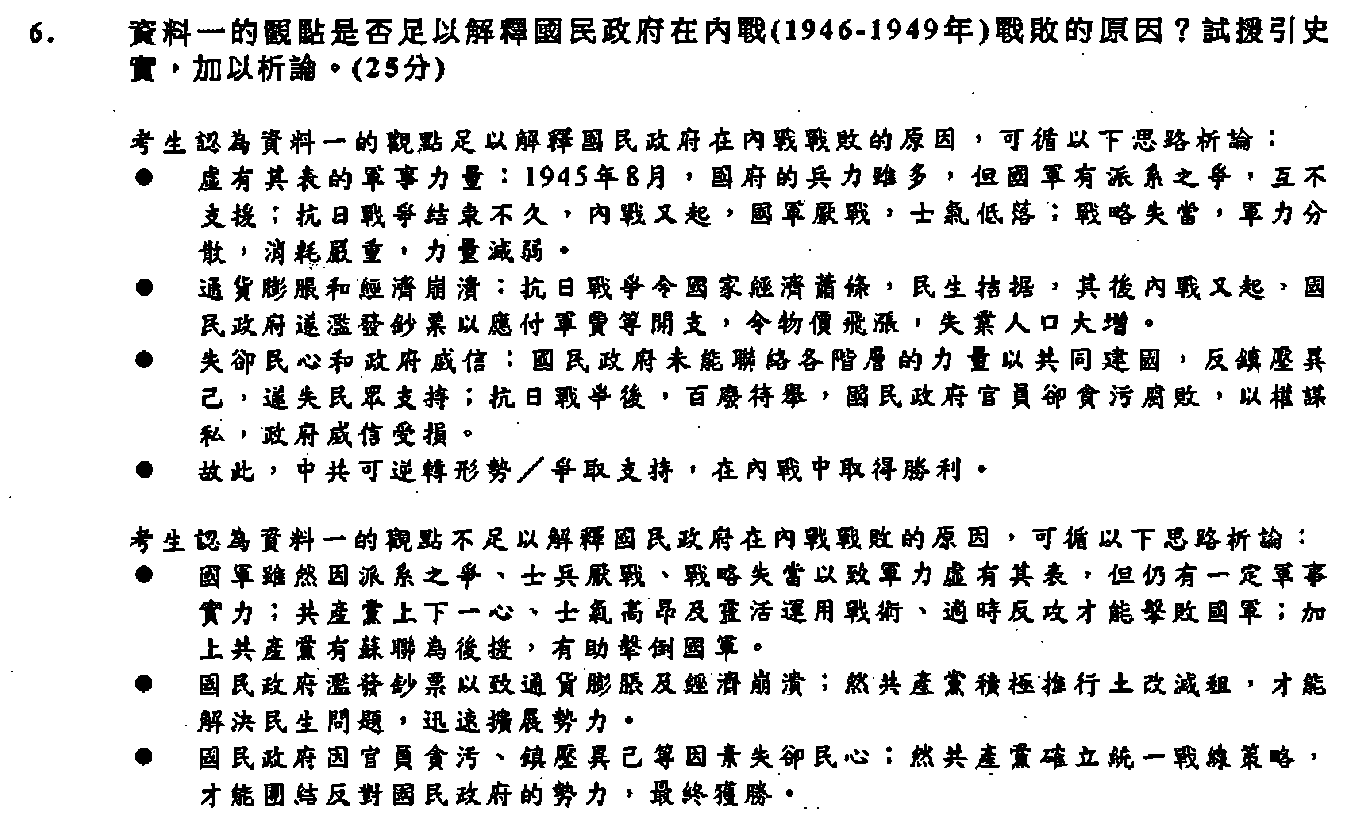 6. 資料一的觀點是否足以解釋國民政府在內戰(1946-1949年)戰敗的原因？試援引史
實，加以析論。(25分)
考生認為資料一的觀點足以解釋國民政府在內戰戰敗的原因，可循以下思路析論：
● 虛有其表的軍事力量：1945年8月，國府的兵力雖多，但國軍有派系之爭，互不
支援；抗日戰爭結束不久，內戰又起，國軍厭戰，士氣低落；戰略失當，軍力分
散，消耗嚴重，力量減弱。
● 通貨膨脹和經濟崩潰：抗日戰爭令國家經濟蕭條，民生拮据，其後內戰又起，國
民政府遂濫發鈔票以應付軍費等開支，令物價飛漲，失業人口大增。
● 失卻民心和政府威信：國民政府未能聯絡各階層的力量以共同建國，反鎮壓異
己，遂失民眾支持；抗日戰爭後，百廢待舉，國民政府官員卻貪污腐敗，以權謀
私，政府威信受損。
● 故此，中共可逆轉形勢／爭取支持，在內戰中取得勝利。
考生認為資料一的觀點不足以解釋國民政府在內戰戰敗的原因，可循以下思路析論：
● 國軍雖然因派系之爭、士兵厭戰、戰略失當以致軍力虛有其表，但仍有一定軍事
實力；共產黨上下一心、士氣高昂及靈活運用戰術、適時反攻才能擊敗國軍；加
上共產黨有蘇聯為後援，有助擊倒國軍。
● 國民政府濫發鈔票以致通貨膨脹及經濟崩潰；然共產黨積極推行土改減租，才能
解決民生問題，迅速擴展勢力。
● 國民政府因官員貪污、鎮壓異己等因素失卻民心；然共產黨確立統一戰線策略，
才能團結反對國民政府的勢力，最終獲勝。